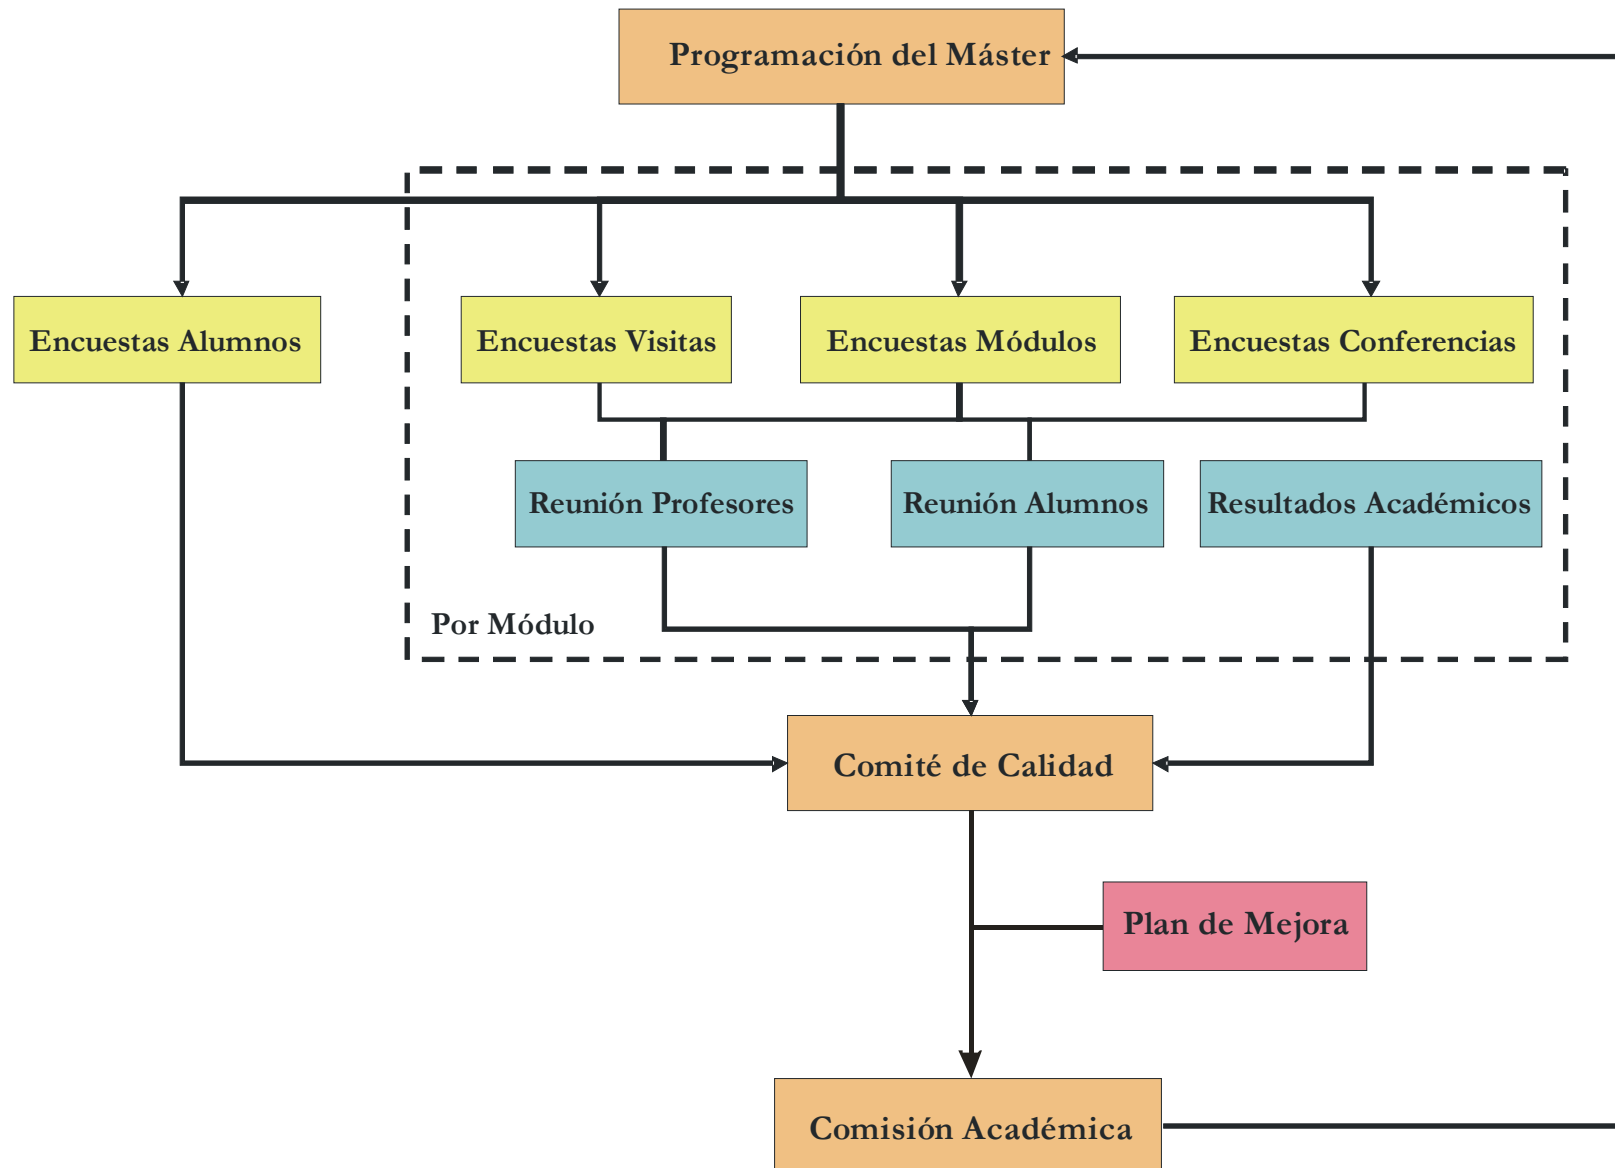 Programación del Máster
Encuestas Alumnos
Encuestas Visitas
Encuestas Módulos
Encuestas Conferencias
Reunión Profesores
Reunión Alumnos
Resultados Académicos
Por Módulo
Comité de Calidad
Plan de Mejora
Comisión Académica